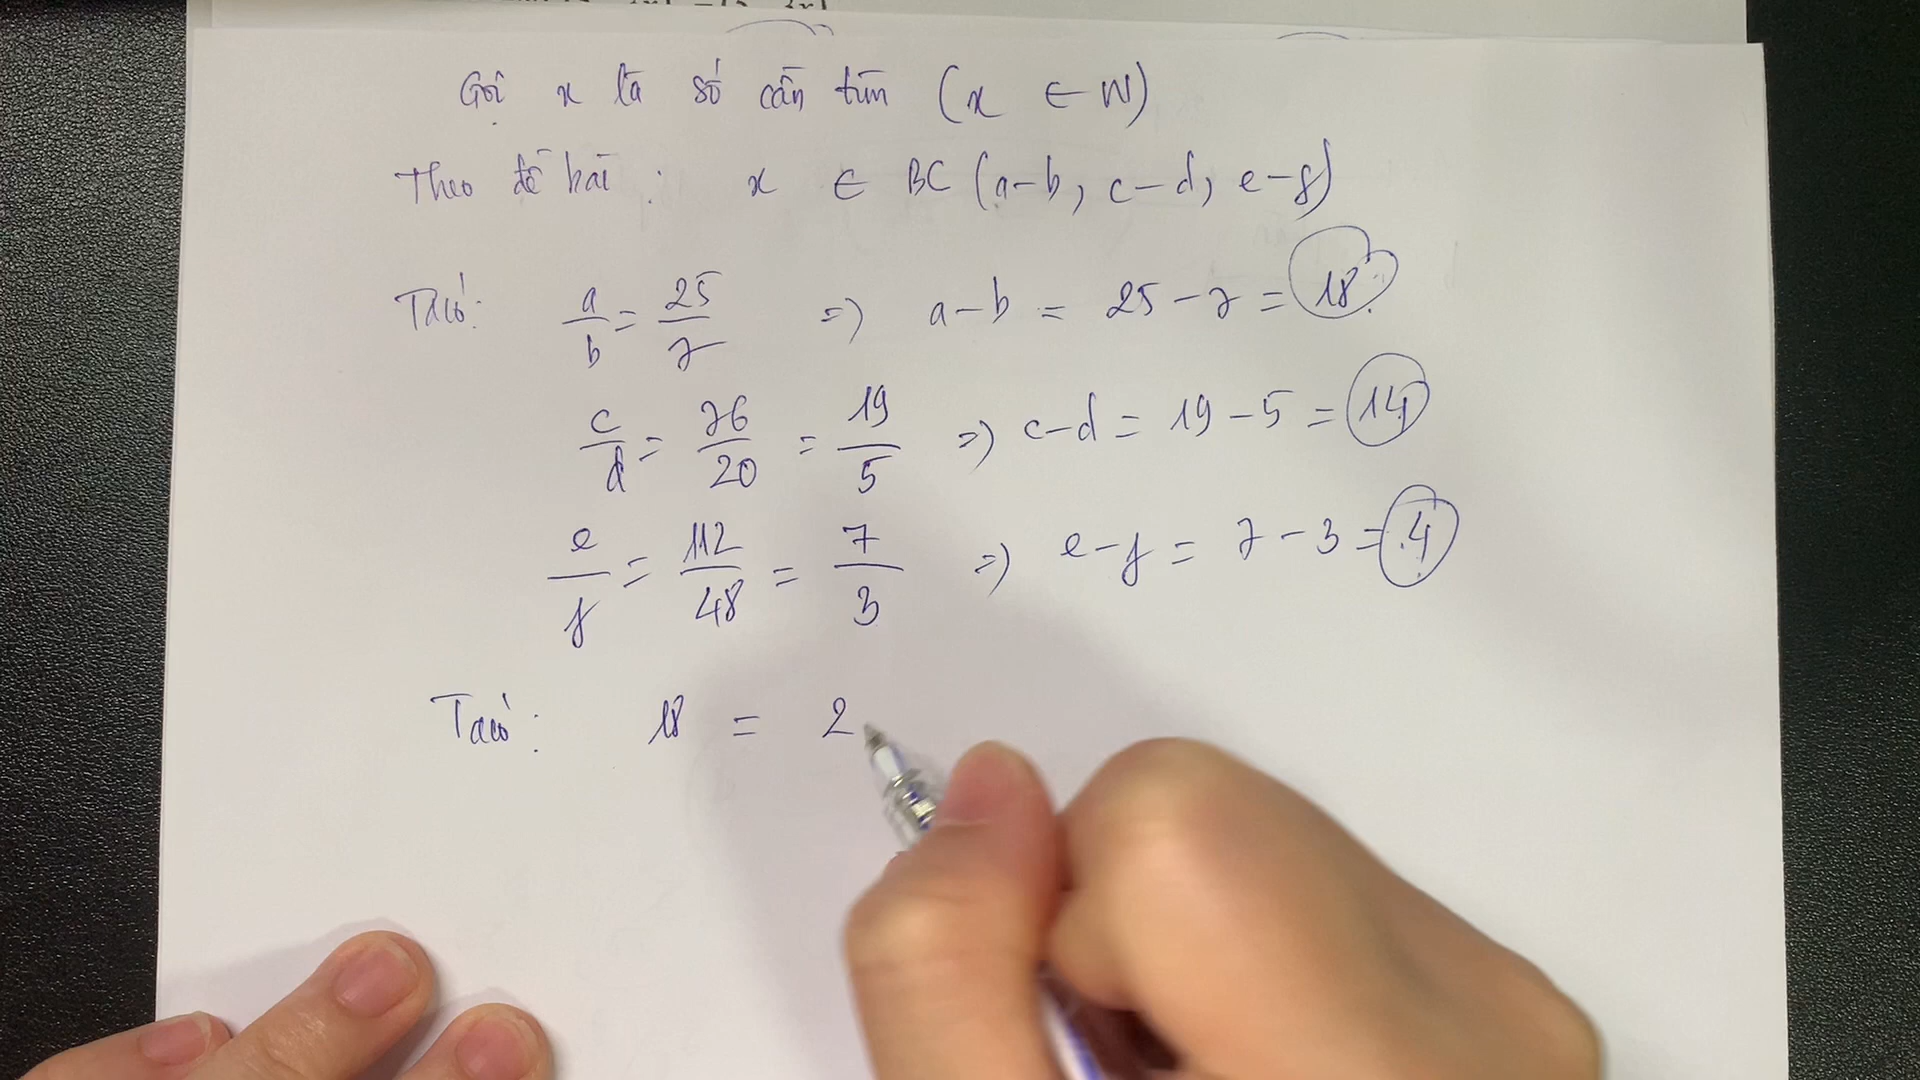 Gọi x là số cần tìm (x ∈ N)
Theo đề bài : x ∈ BC (a-b, c-d, e-f)
Ta có: a/b = 25/7 => a-b = 25-7 = 18
c/d = 76/20 = 19/5 => c-d = 19-5 = 14
e/f = 112/48 = 7/3 => e-f = 7-3 = 4
Ta có: 18 = 2